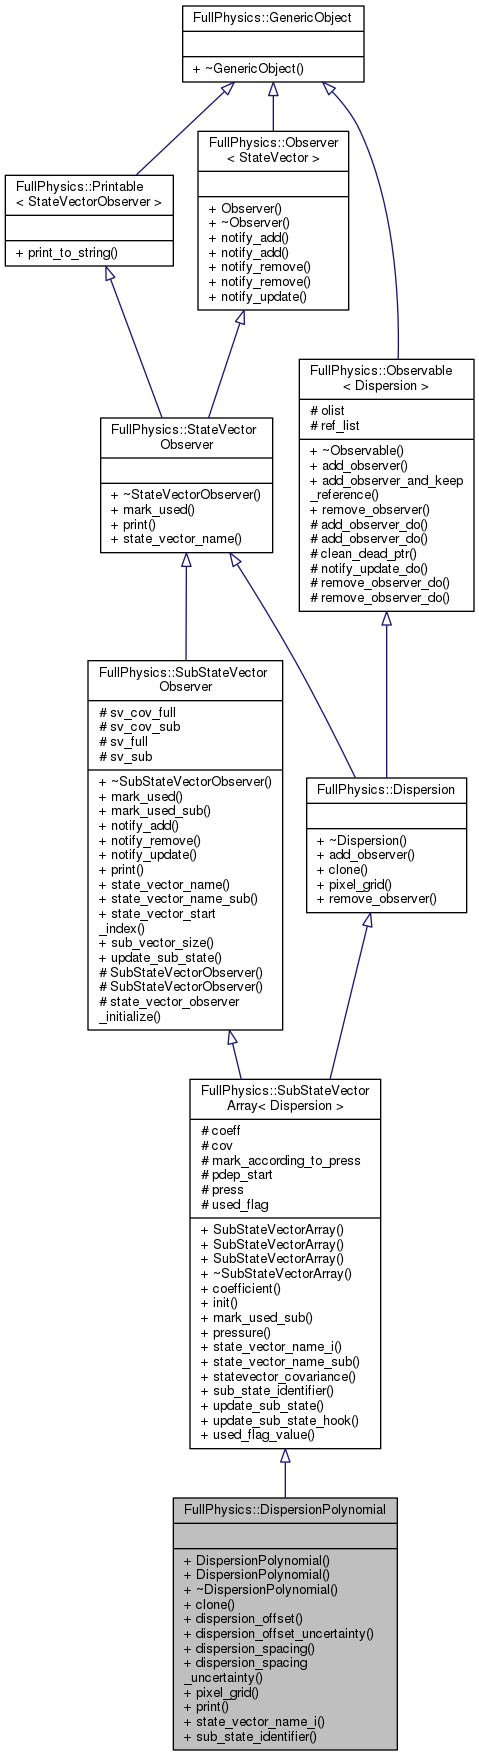 FullPhysics::GenericObject
+ ~GenericObject()
FullPhysics::Observer
< StateVector >
+ Observer()
+ ~Observer()
+ notify_add()
+ notify_add()
+ notify_remove()
+ notify_remove()
+ notify_update()
FullPhysics::Printable
< StateVectorObserver >
+ print_to_string()
FullPhysics::Observable
< Dispersion >
# olist
# ref_list
+ ~Observable()
+ add_observer()
+ add_observer_and_keep
_reference()
+ remove_observer()
# add_observer_do()
# add_observer_do()
# clean_dead_ptr()
# notify_update_do()
# remove_observer_do()
# remove_observer_do()
FullPhysics::StateVector
Observer
+ ~StateVectorObserver()
+ mark_used()
+ print()
+ state_vector_name()
FullPhysics::SubStateVector
Observer
# sv_cov_full
# sv_cov_sub
# sv_full
# sv_sub
+ ~SubStateVectorObserver()
+ mark_used()
+ mark_used_sub()
+ notify_add()
+ notify_remove()
+ notify_update()
+ print()
+ state_vector_name()
+ state_vector_name_sub()
+ state_vector_start
_index()
+ sub_vector_size()
+ update_sub_state()
# SubStateVectorObserver()
# SubStateVectorObserver()
# state_vector_observer
_initialize()
FullPhysics::Dispersion
+ ~Dispersion()
+ add_observer()
+ clone()
+ pixel_grid()
+ remove_observer()
FullPhysics::SubStateVector
Array< Dispersion >
# coeff
# cov
# mark_according_to_press
# pdep_start
# press
# used_flag
+ SubStateVectorArray()
+ SubStateVectorArray()
+ SubStateVectorArray()
+ ~SubStateVectorArray()
+ coefficient()
+ init()
+ mark_used_sub()
+ pressure()
+ state_vector_name_i()
+ state_vector_name_sub()
+ statevector_covariance()
+ sub_state_identifier()
+ update_sub_state()
+ update_sub_state_hook()
+ used_flag_value()
FullPhysics::DispersionPolynomial
+ DispersionPolynomial()
+ DispersionPolynomial()
+ ~DispersionPolynomial()
+ clone()
+ dispersion_offset()
+ dispersion_offset_uncertainty()
+ dispersion_spacing()
+ dispersion_spacing
_uncertainty()
+ pixel_grid()
+ print()
+ state_vector_name_i()
+ sub_state_identifier()